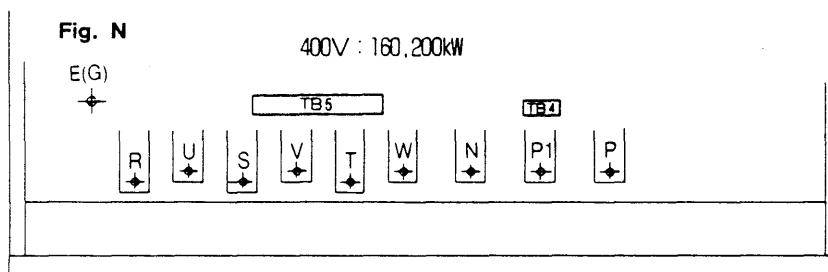 Fig. N
400V : 160,200kW
E(G)
TB5 TB4
R U S V T W N P1 P